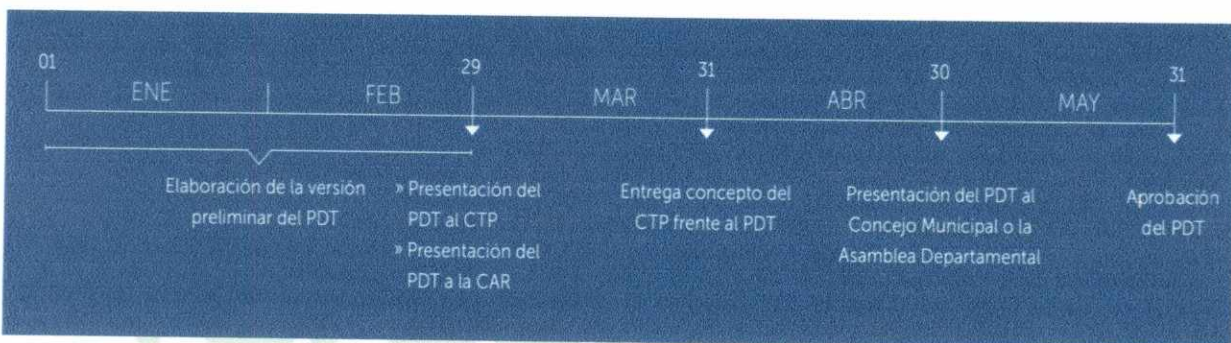 01
29
31
30
31
ENE
FEB
MAR
ABR
MAY
Elaboración de la versión
preliminar del PDT
» Presentación del
PDT al CTP
» Presentación del
PDT a la CAR
Entrega concepto del
CTP frente al PDT
Presentación del PDT al
Concejo Municipal o la
Asamblea Departamental
Aprobación
del PDT